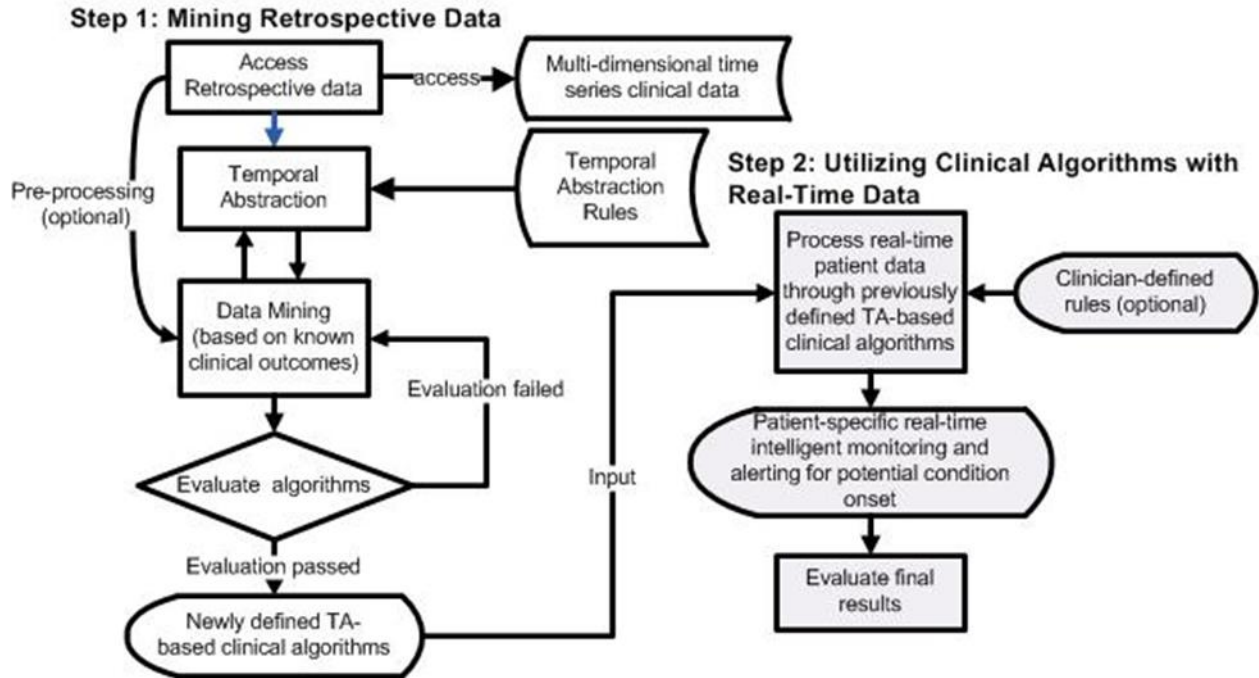 Step 1: Mining Retrospective Data
Access
Retrospective data
access
Multi-dimensional time
series clinical data
Pre-processing
(optional)
Temporal
Abstraction
Temporal
Abstraction
Rules
Data Mining
(based on known
clinical outcomes)
Evaluation failed
Evaluate algorithms
Evaluation passed
Newly defined TA-
based clinical algorithms
Input
Step 2: Utilizing Clinical Algorithms with
Real-Time Data
Process real-time
patient data
through previously
defined TA-based
clinical algorithms
Clinician-defined
rules (optional)
Patient-specific real-time
intelligent monitoring and
alerting for potential condition
onset
Evaluate final
results